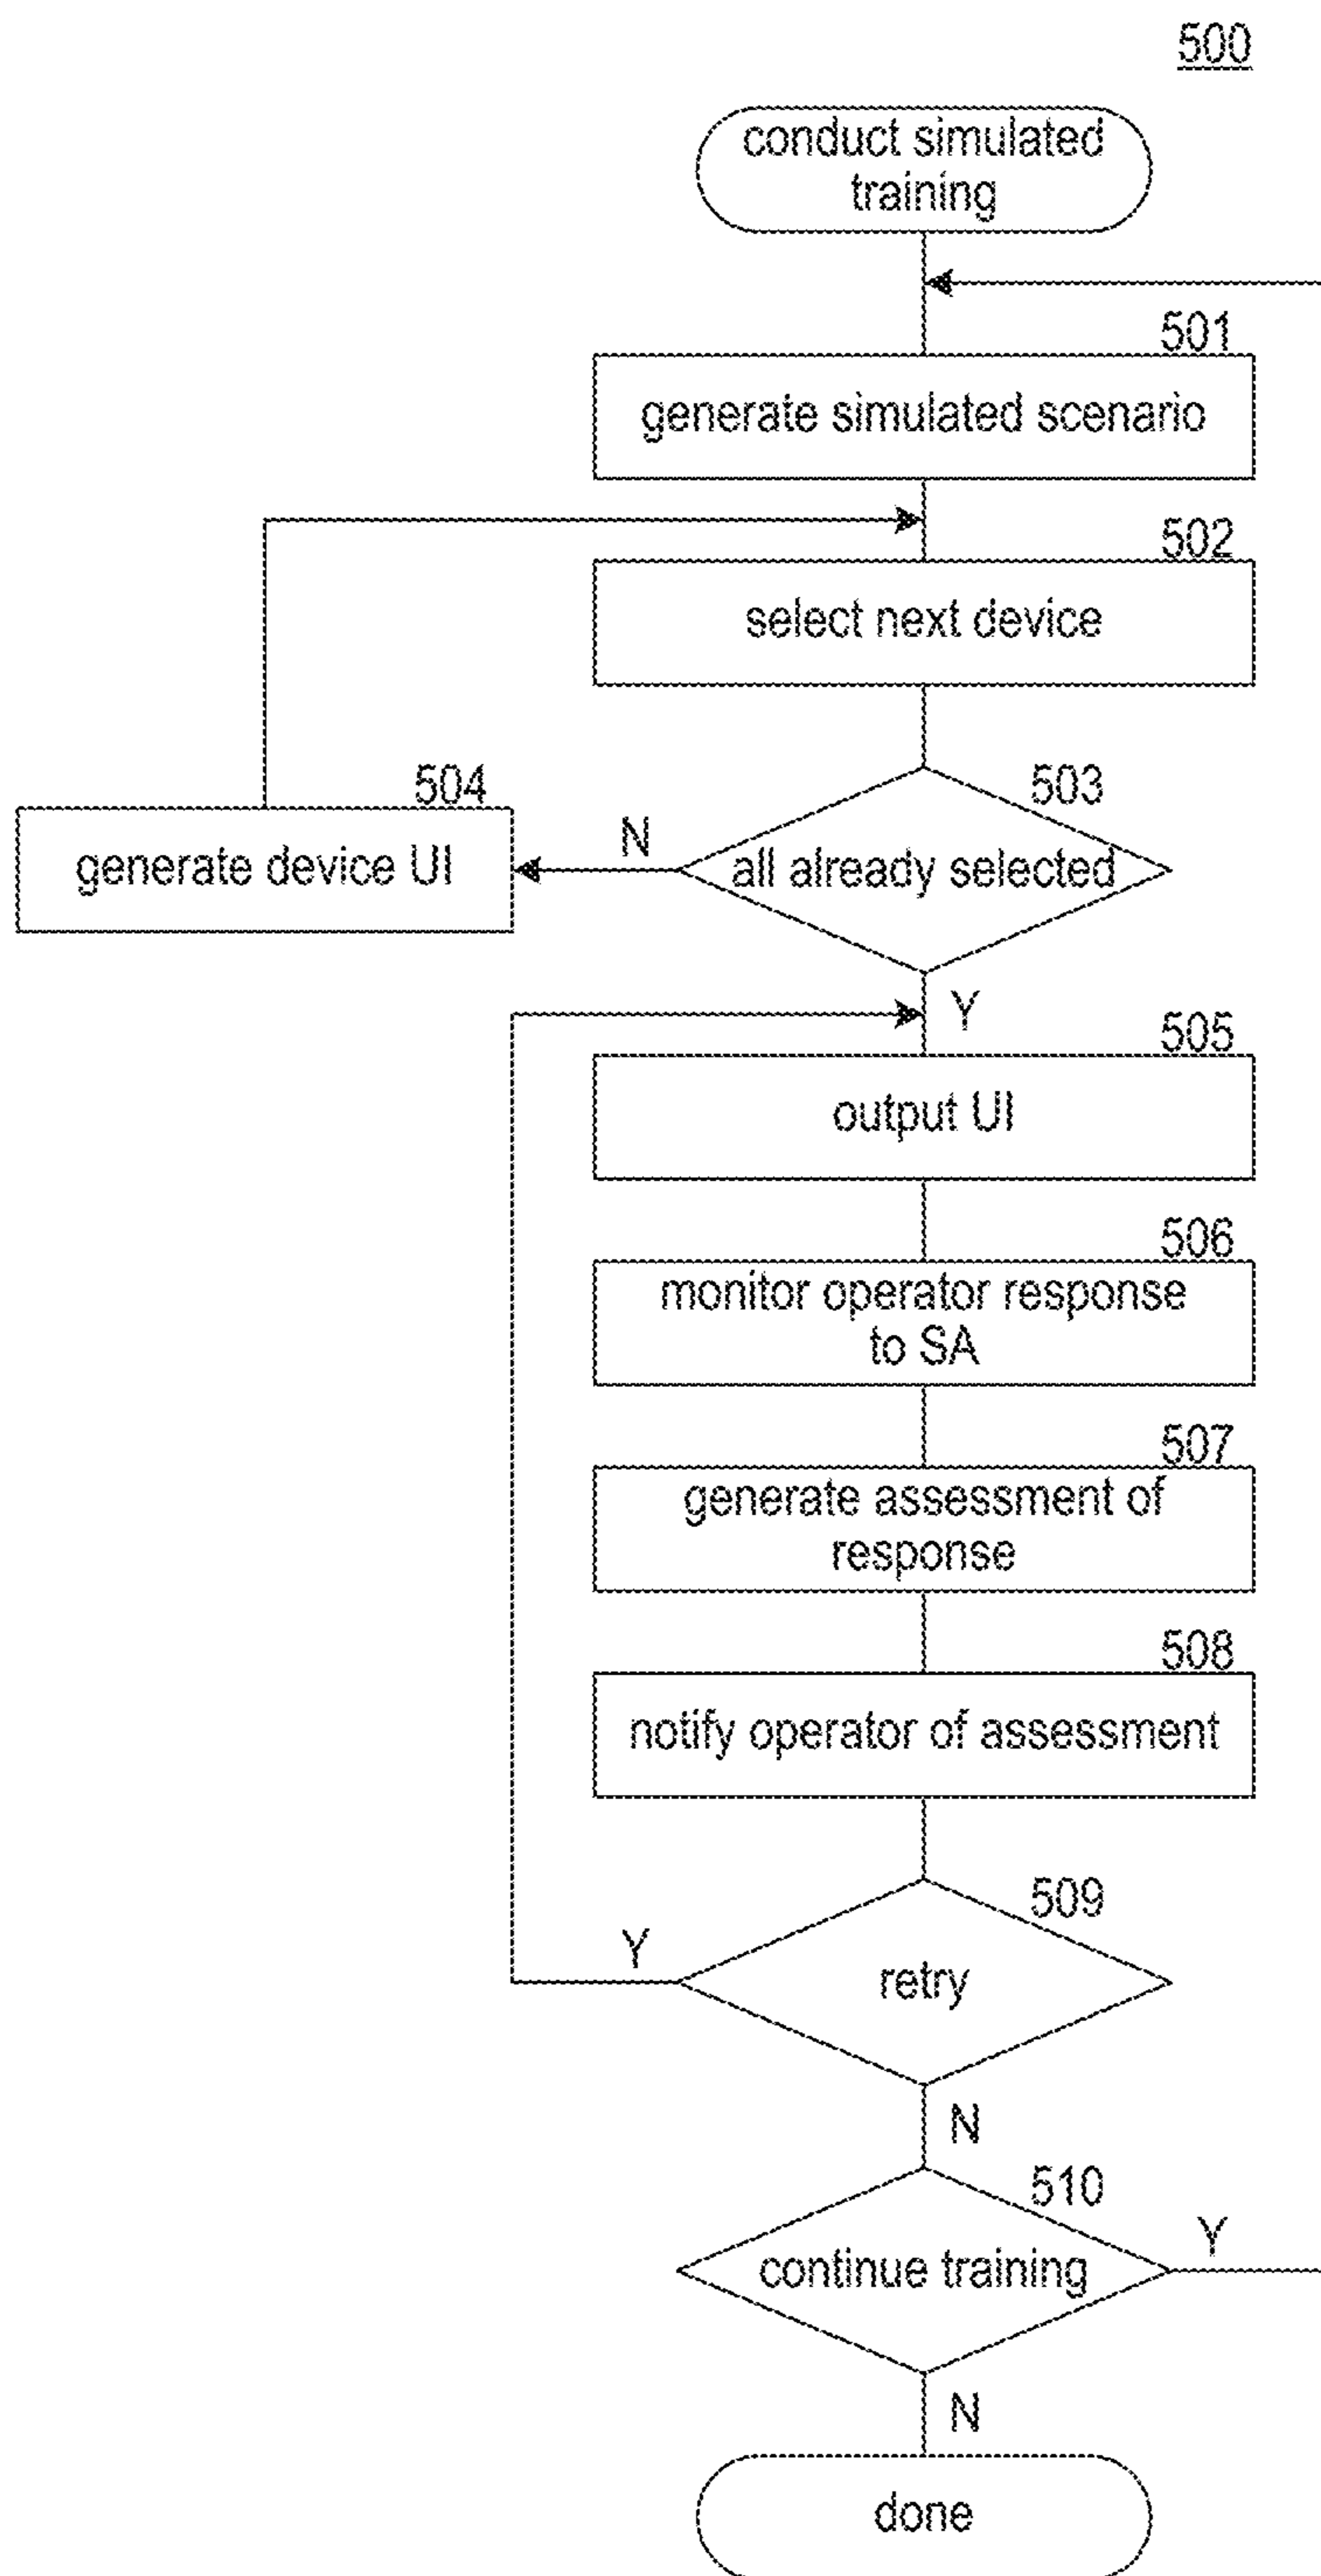 500
conduct simulated
training
501
generate simulated scenario
502
select next device
503
504
N
all already selected
generate device UI
Y
505
output UI
506
monitor operator response
to SA
507
generate assessment of
response
508
notify operator of assessment
509
Y
retry
N
510
Y
continue training
N
done